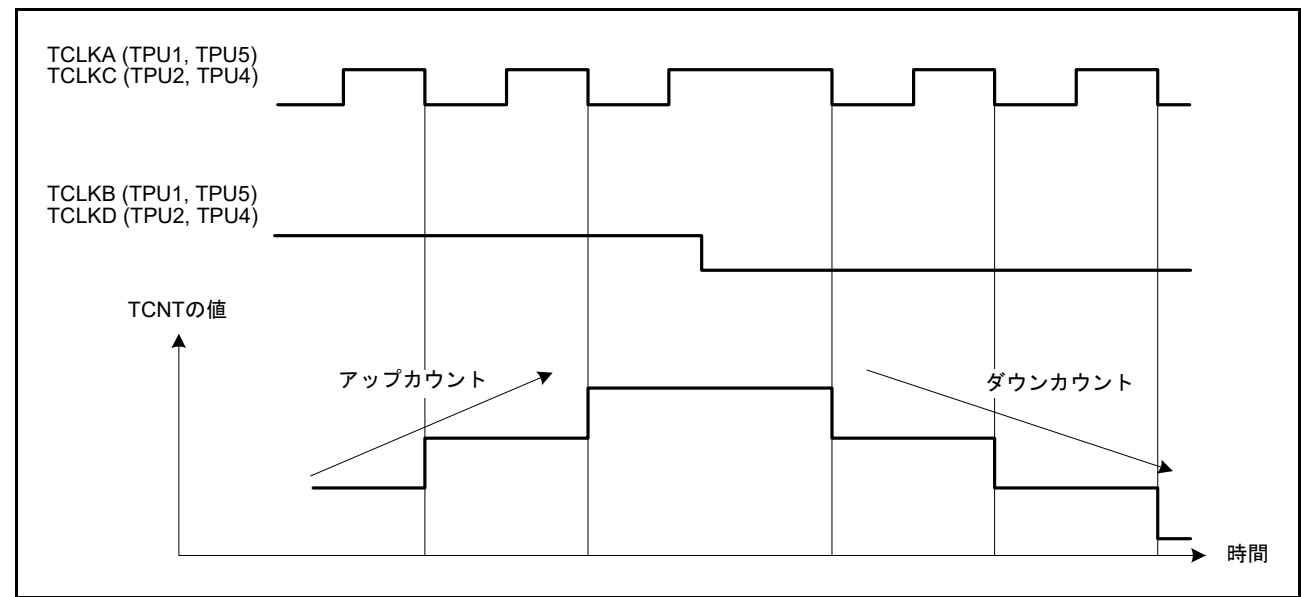 TCLKA (TPU1, TPU5)
TCLKC (TPU2, TPU4)
TCLKB (TPU1, TPU5)
TCLKD (TPU2, TPU4)
TCNTの値
アップカウント
ダウンカウント
時間